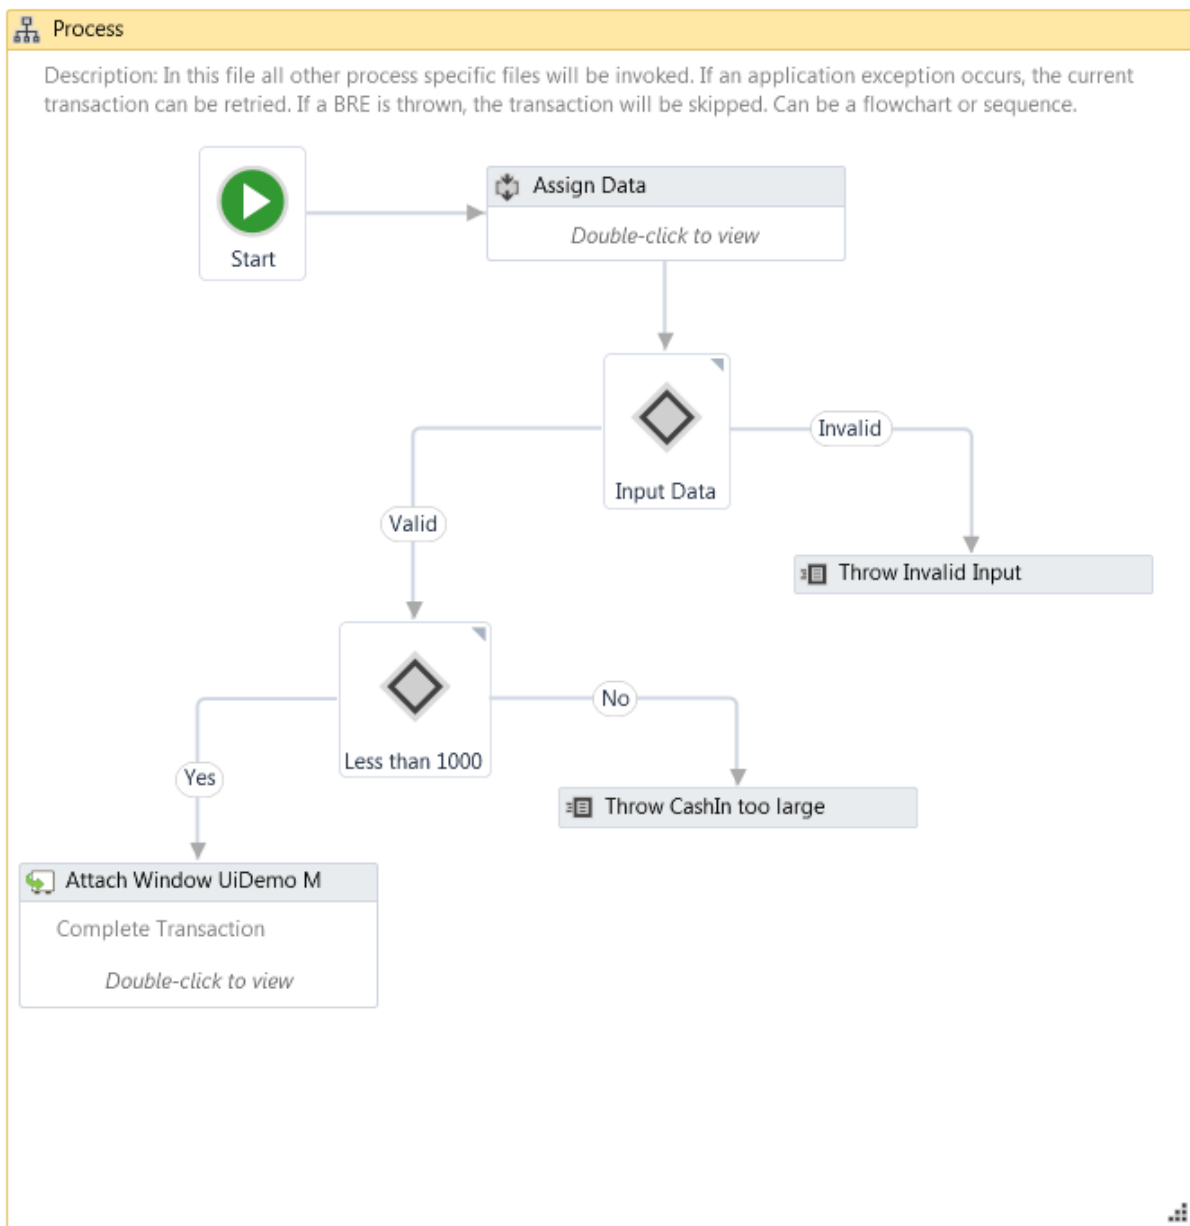 Process
Description: In this file all other process specific files will be invoked. If an application exception occurs, the current
transaction can be retried. If a BRE is thrown, the transaction will be skipped. Can be a flowchart or sequence.
Start
Assign Data
Double-click to view
Input Data
Invalid
Valid
Throw Invalid Input
Less than 1000
No
Yes
Throw CashIn too large
Attach Window UiDemo M
Complete Transaction
Double-click to view